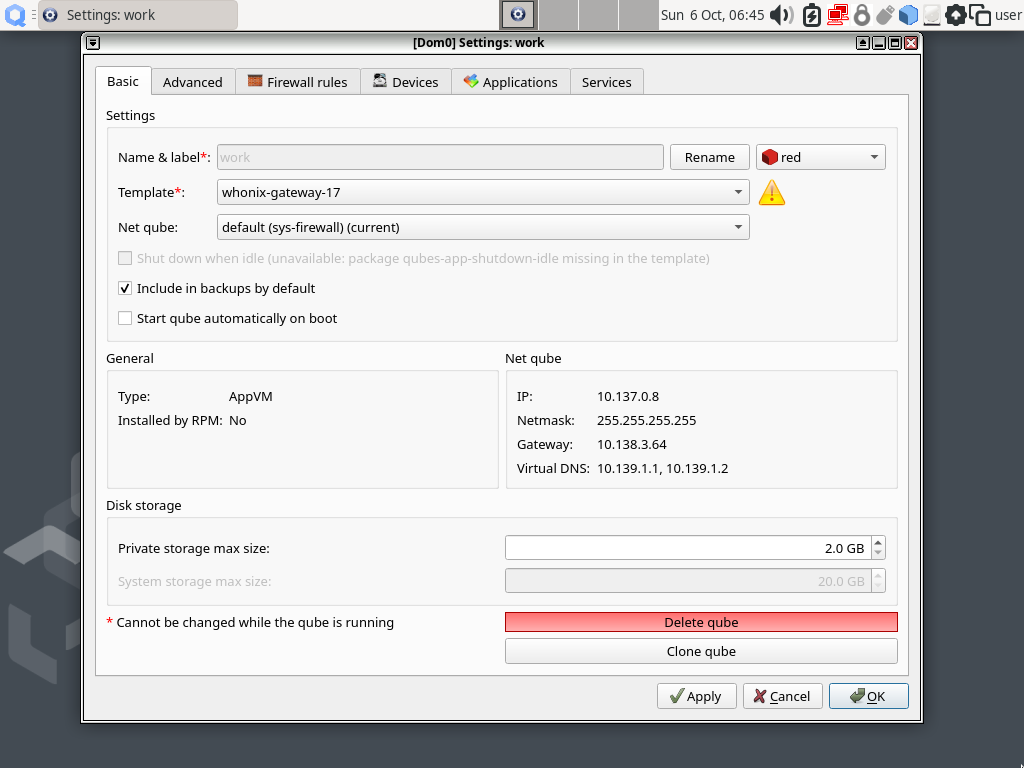 Settings: work
Sun 6 Oct, 06:45
user
[Dom0] Settings: work
Basic
Advanced
Firewall rules
Devices
Applications
Services
Settings
Name & label*:
work
Rename
red
Template*:
whonix-gateway-17
Net qube:
default (sys-firewall) (current)
Shut down when idle (unavailable: package qubes-app-shutdown-idle missing in the template)
Include in backups by default
Start qube automatically on boot
General
Type: AppVM
Installed by RPM: No
Net qube
IP: 10.137.0.8
Netmask: 255.255.255.255
Gateway: 10.138.3.64
Virtual DNS: 10.139.1.1, 10.139.1.2
Disk storage
Private storage max size: 2.0 GB
System storage max size: 20.0 GB
* Cannot be changed while the qube is running
Delete qube
Clone qube
Apply
Cancel
OK